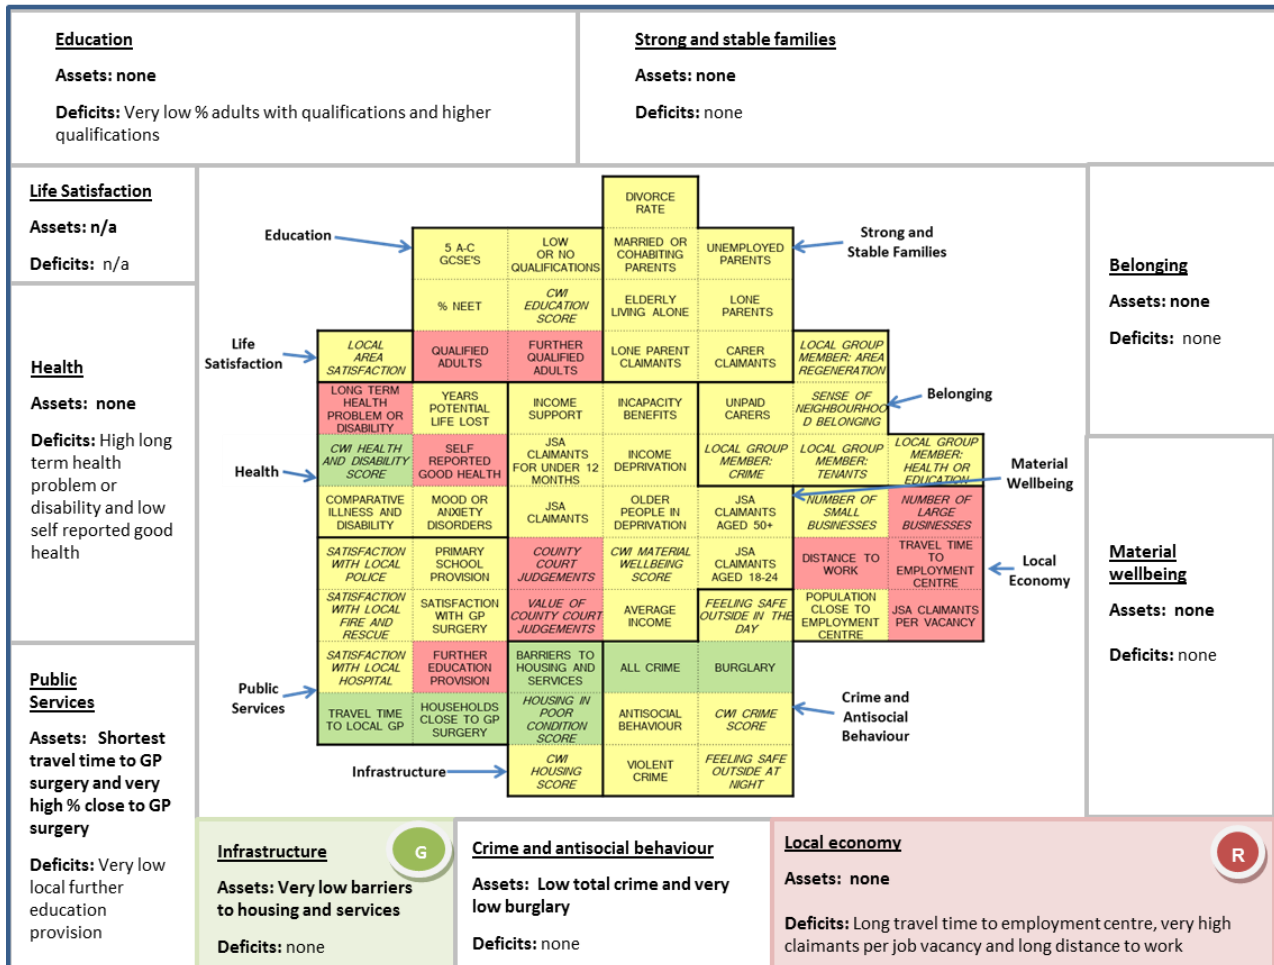 Education
Assets: none
Deficits: Very low % adults with qualifications and higher
qualifications
Strong and stable families
Assets: none
Deficits: none
Life Satisfaction
Assets: n/a
Deficits: n/a
Health
Assets: none
Deficits: High long
term health
problem or
disability and low
self reported good
health
Public
Services
Assets: Shortest
travel time to GP
surgery and very
high % close to GP
surgery
Deficits: Very low
local further
education
provision
Education
Life
Satisfaction
Health
Public
Services
Infrastructure
DIVORCE
RATE
5 A-C
GCSE'S
LOW
OR NO
QUALIFICATIONS
MARRIED OR
COHABITING
PARENTS
UNEMPLOYED
PARENTS
% NEET
CWI
EDUCATION
SCORE
ELDERLY
LIVING ALONE
LONE
PARENTS
LOCAL
AREA
SATISFACTION
QUALIFIED
ADULTS
FURTHER
QUALIFIED
ADULTS
LONE PARENT
CLAIMANTS
CARER
CLAIMANTS
LOCAL GROUP
MEMBER: AREA
REGENERATION
LONG TERM
HEALTH
PROBLEM OR
DISABILITY
YEARS
POTENTIAL
LIFE LOST
INCOME
SUPPORT
INCAPACITY
BENEFITS
UNPAID
CARERS
SENSE OF
NEIGHBOURHOO
D BELONGING
CWI HEALTH
AND DISABILITY
SCORE
SELF
REPORTED
GOOD HEALTH
JSA
CLAIMANTS
FOR UNDER 12
MONTHS
INCOME
DEPRIVATION
LOCAL GROUP
MEMBER:
CRIME
LOCAL GROUP
MEMBER:
TENANTS
LOCAL GROUP
MEMBER:
HEALTH OR
EDUCATION
COMPARATIVE
ILLNESS AND
DISABILITY
MOOD OR
ANXIETY
DISORDERS
JSA
CLAIMANTS
OLDER
PEOPLE IN
DEPRIVATION
JSA
CLAIMANTS
AGED 50+
NUMBER OF
SMALL
BUSINESSES
NUMBER OF
LARGE
BUSINESSES
SATISFACTION
WITH LOCAL
POLICE
PRIMARY
SCHOOL
PROVISION
COUNTY
COURT
JUDGEMENTS
CWI MATERIAL
WELLBEING
SCORE
JSA
CLAIMANTS
AGED 18-24
DISTANCE TO
WORK
TRAVEL TIME
TO
EMPLOYMENT
CENTRE
SATISFACTION
WITH LOCAL
FIRE AND
RESCUE
SATISFACTION
WITH GP
SURGERY
VALUE OF
COUNTY COURT
JUDGEMENTS
AVERAGE
INCOME
FEELING SAFE
OUTSIDE IN THE
DAY
POPULATION
CLOSE TO
EMPLOYMENT
CENTRE
JSA CLAIMANTS
PER VACANCY
SATISFACTION
WITH LOCAL
HOSPITAL
FURTHER
EDUCATION
PROVISION
BARRIERS TO
HOUSING AND
SERVICES
ALL CRIME
BURGLARY
TRAVEL TIME
TO LOCAL GP
HOUSEHOLDS
CLOSE TO GP
SURGERY
HOUSING IN
POOR
CONDITION
SCORE
ANTISOCIAL
BEHAVIOUR
CWI CRIME
SCORE
CWI
HOUSING
SCORE
VIOLENT
CRIME
FEELING SAFE
OUTSIDE AT
NIGHT
Strong and
Stable Families
Belonging
Material
Wellbeing
Local
Economy
Crime and
Antisocial
Behaviour
Belonging
Assets: none
Deficits: none
Material
wellbeing
Assets: none
Deficits: none
Infrastructure
G
Assets: Very low barriers
to housing and services
Deficits: none
Crime and antisocial behaviour
Assets: Low total crime and very
low burglary
Deficits: none
Local economy
R
Assets: none
Deficits: Long travel time to employment centre, very high
claimants per job vacancy and long distance to work